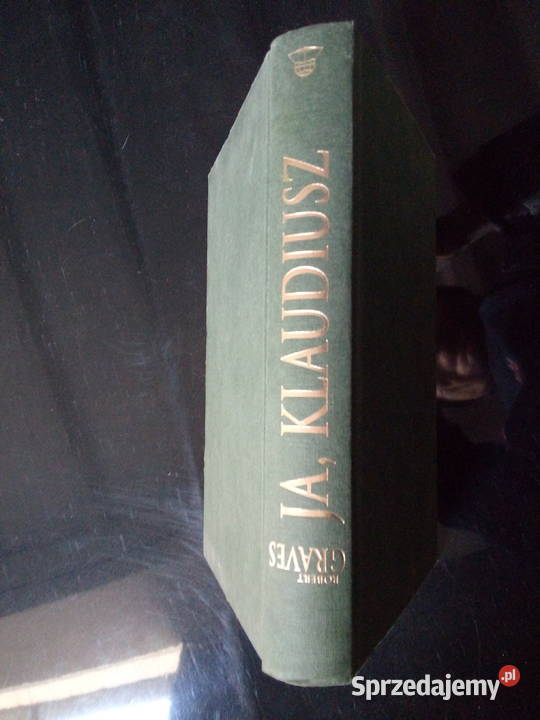 ROBERT
GRAVES
JA, KLAUDIUSZ
Sprzedajemy.pl